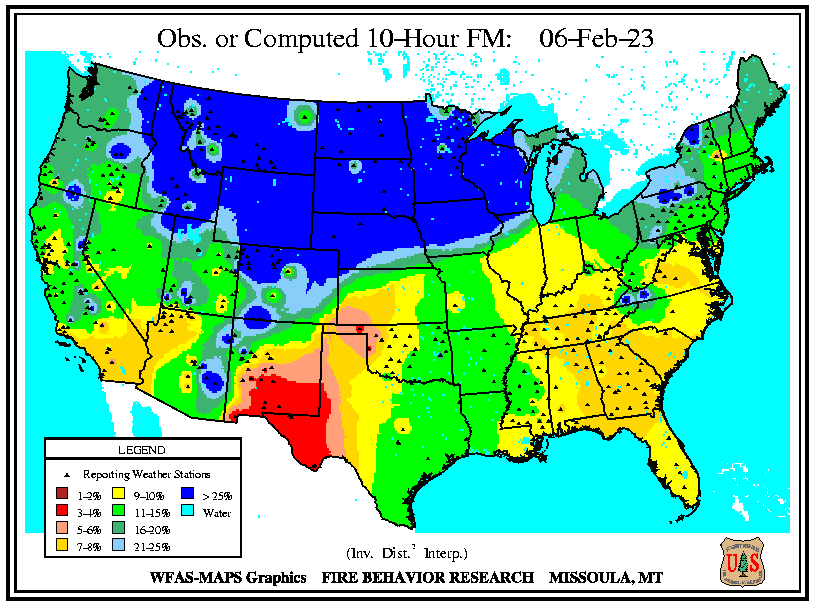 Obs. or Computed 10-Hour FM: 06-Feb-23
LEGEND
Reporting Weather Stations
1-2% 9-10% > 25%
3-4% 11-15% Water
5-6% 16-20%
7-8% 21-25%
(Inv. Dist.² Interp.)
WFAS-MAPS Graphics FIRE BEHAVIOR RESEARCH MISSOULA, MT
U S